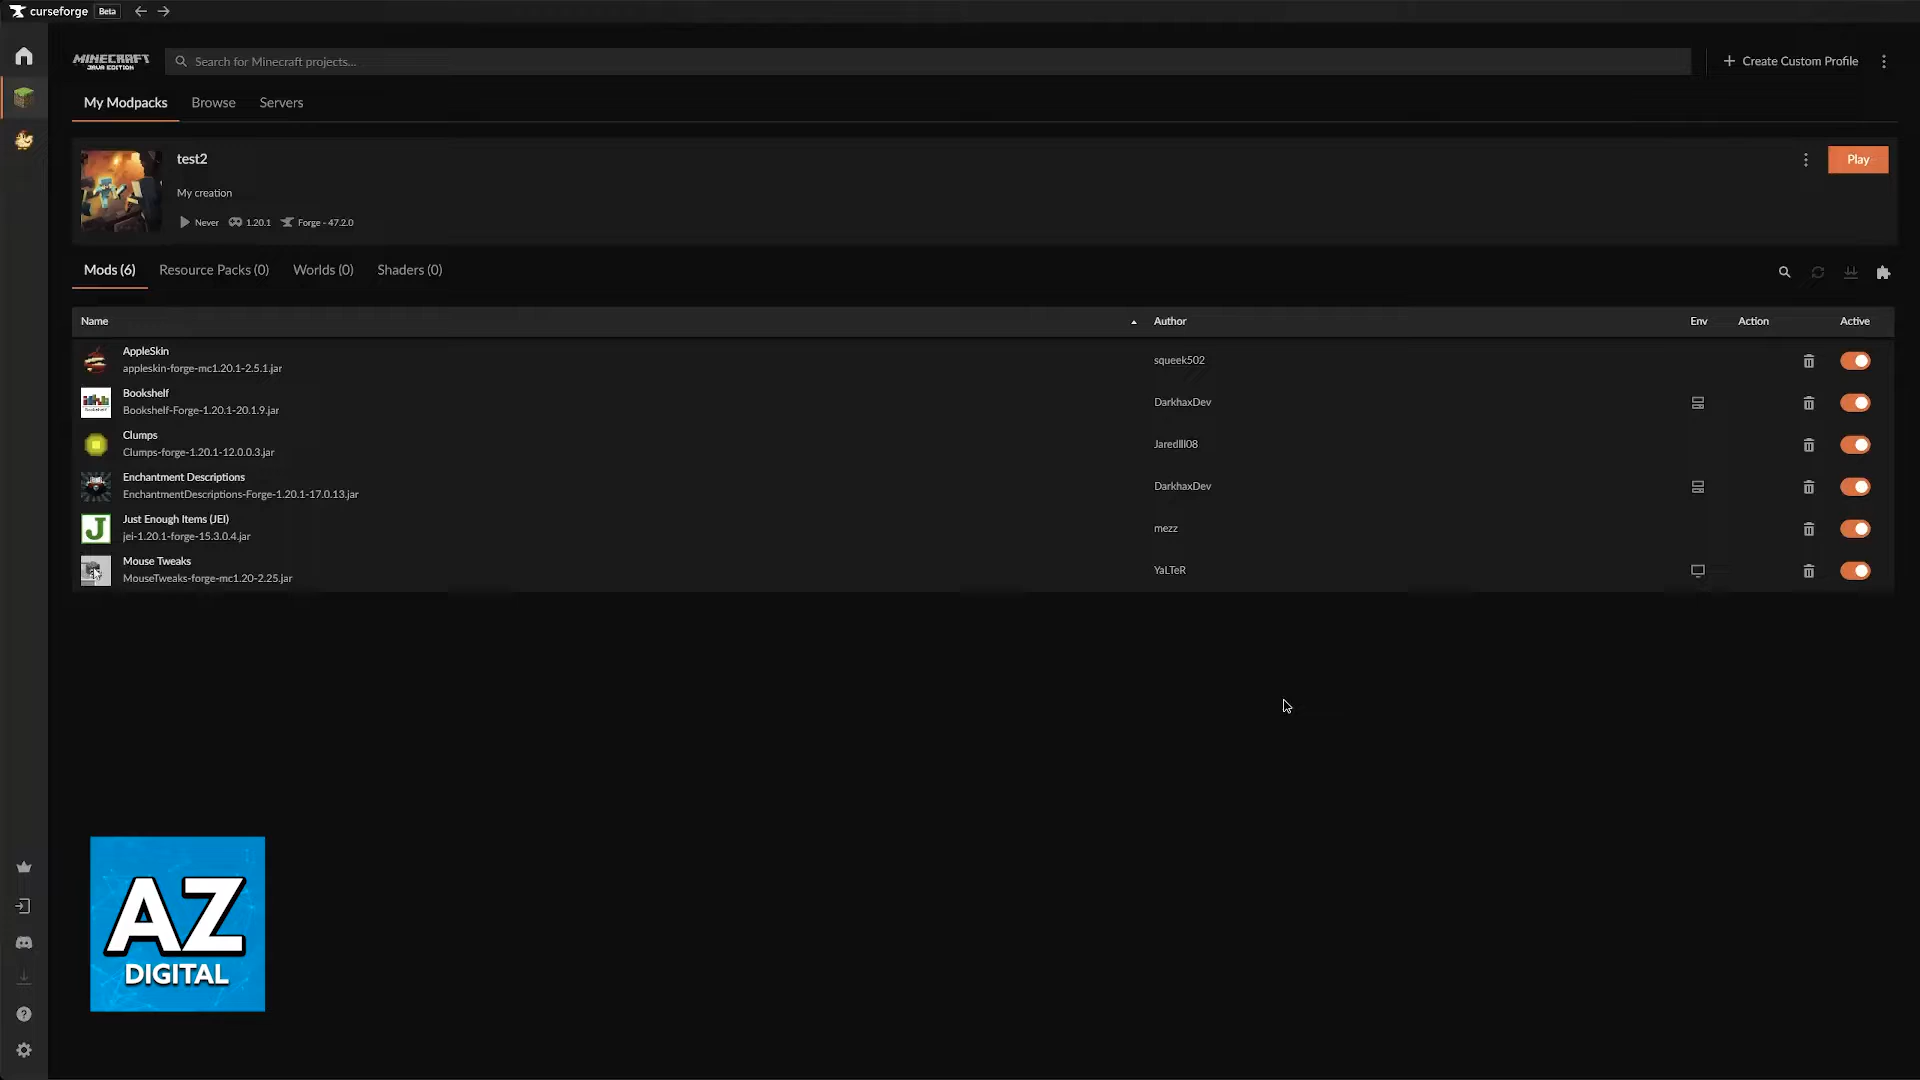 curseforge Beta
MINECRAFT
JAVA EDITION
Search for Minecraft projects...
Create Custom Profile
My Modpacks Browse Servers
test2
Play
My creation
Never 1.20.1 Forge - 47.2.0
Mods (6) Resource Packs (0) Worlds (0) Shaders (0)
Name Author Env Action Active
AppleSkin
appleskin-forge-mc1.20.1-2.5.1.jar
squeek502
Bookshelf
Bookshelf-Forge-1.20.1-20.1.9.jar
DarkhaxDev
Clumps
Clumps-forge-1.20.1-12.0.0.3.jar
Jaredlll08
Enchantment Descriptions
EnchantmentDescriptions-Forge-1.20.1-17.0.13.jar
DarkhaxDev
Just Enough Items (JEI)
jei-1.20.1-forge-15.3.0.4.jar
mezz
Mouse Tweaks
MouseTweaks-forge-mc1.20-2.25.jar
YaLTeR
AZ
DIGITAL